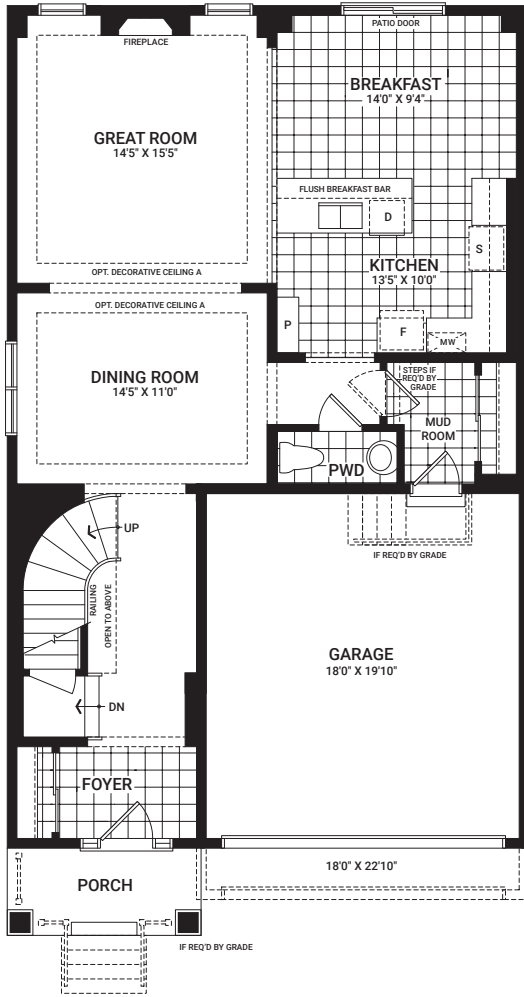 PATIO DOOR
FIREPLACE
BREAKFAST
14'0" X 9'4"
GREAT ROOM
14'5" X 15'5"
FLUSH BREAKFAST BAR
D
S
KITCHEN
13'5" X 10'0"
OPT. DECORATIVE CEILING A
OPT. DECORATIVE CEILING A
P
F
MW
DINING ROOM
14'5" X 11'0"
STEPS IF
REQ'D BY
GRADE
MUD
ROOM
PWD
UP
IF REQ'D BY GRADE
RAILING
OPEN TO ABOVE
GARAGE
18'0" X 19'10"
DN
FOYER
18'0" X 22'10"
PORCH
IF REQ'D BY GRADE